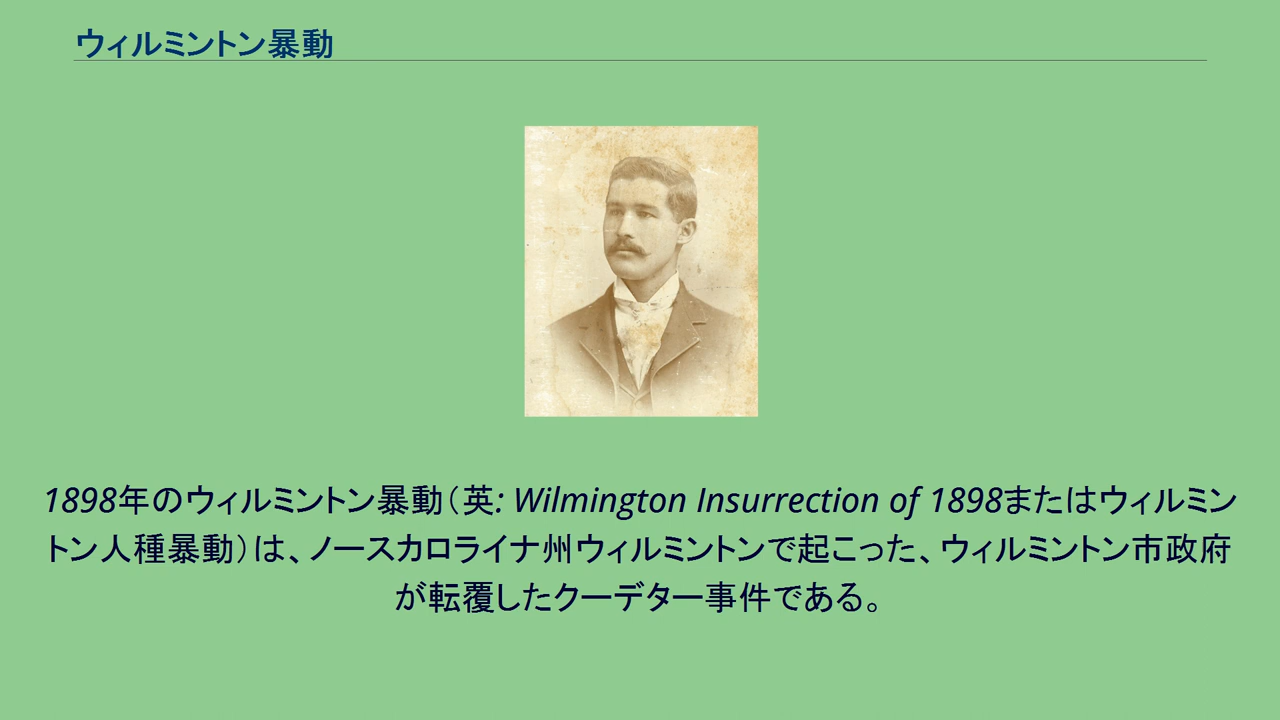 ウィルミントン暴動
1898年のウィルミントン暴動（英: Wilmington Insurrection of 1898またはウィルミン
トン人種暴動）は、ノースカロライナ州ウィルミントンで起こった、ウィルミントン市政府
が転覆したクーデター事件である。